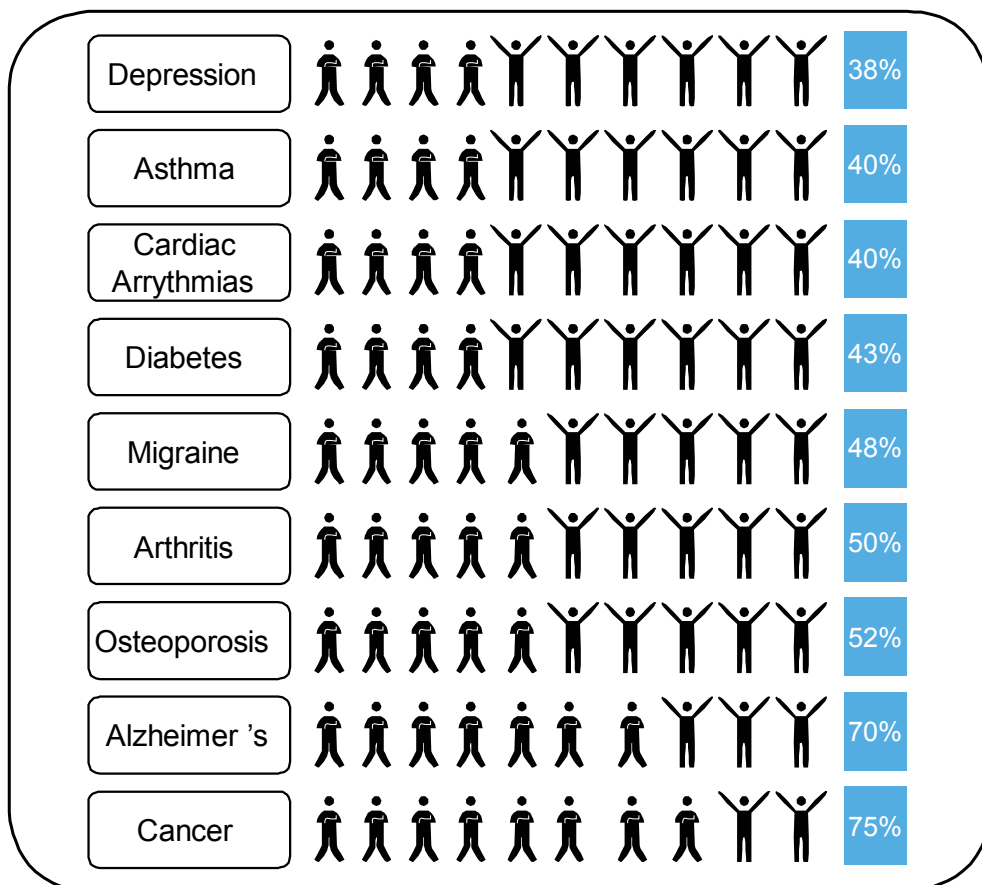 Depression
38%
Asthma
40%
Cardiac
Arrythmias
40%
Diabetes
43%
Migraine
48%
Arthritis
50%
Osteoporosis
52%
Alzheimer ’s
70%
Cancer
75%